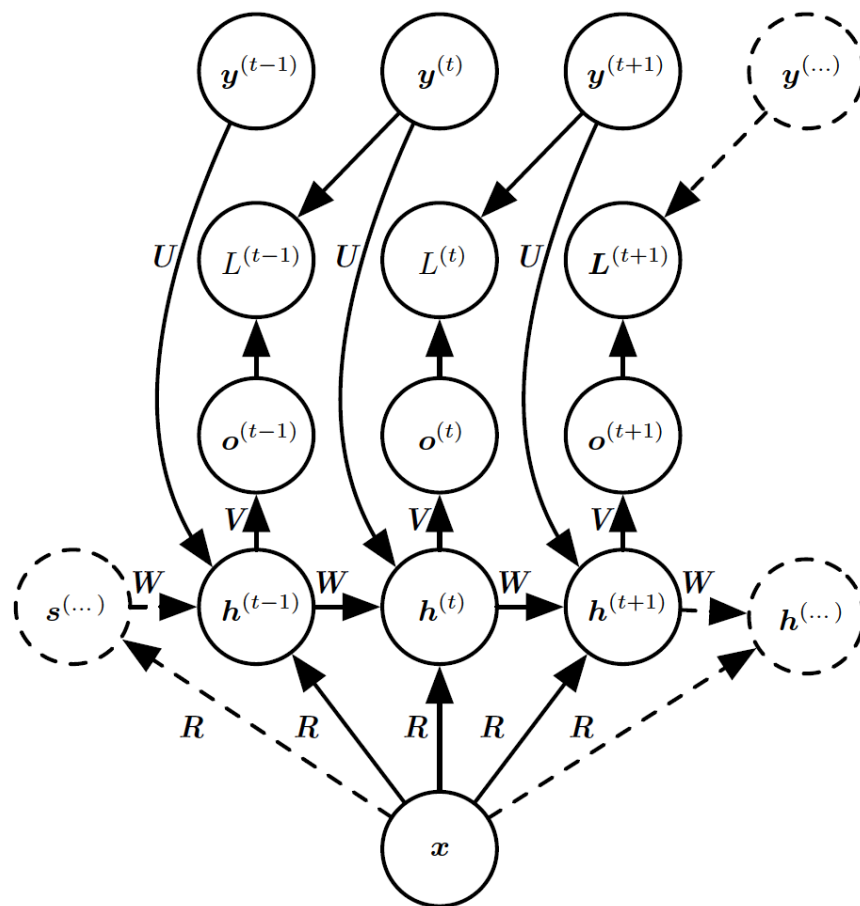 y^(t−1) y^(t) y^(t+1) y^(...)
U L^(t−1) U L^(t) U L^(t+1)
o^(t−1) o^(t) o^(t+1)
V V V
W W W W
s^(...) h^(t−1) h^(t) h^(t+1) h^(...)
R R R R R
x